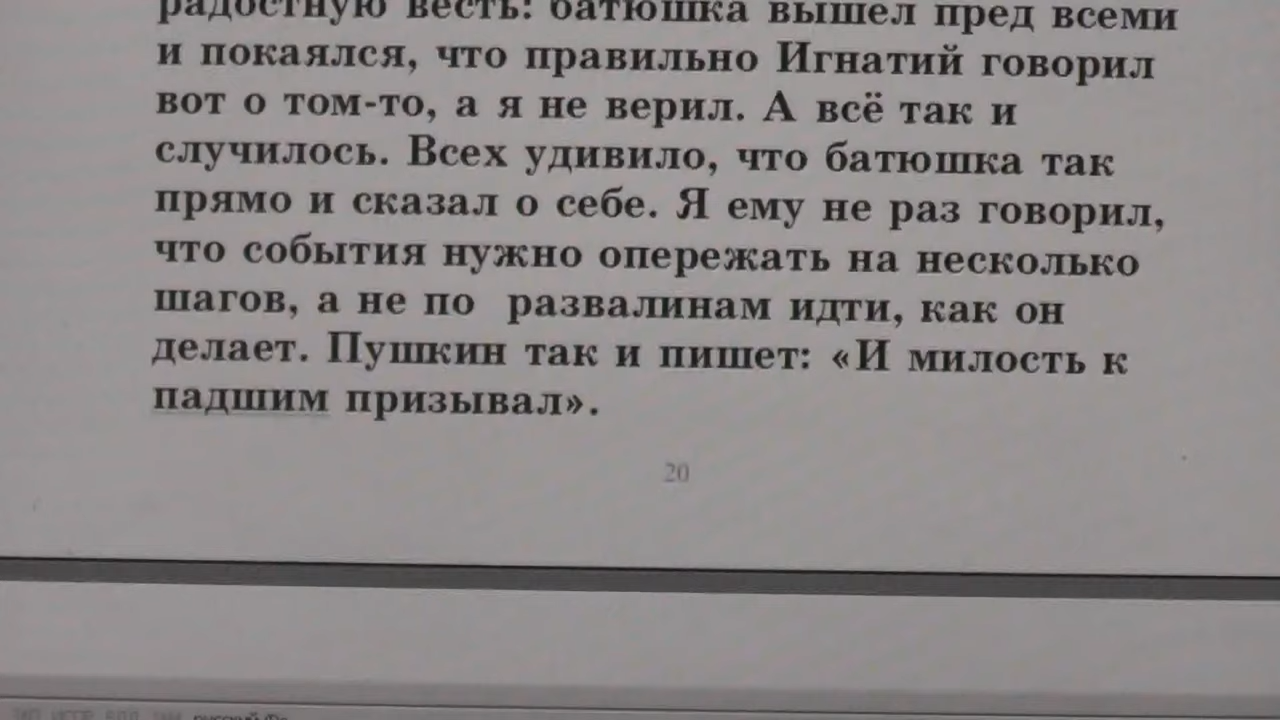 радостную весть: батюшка вышел пред всеми
и покаялся, что правильно Игнатий говорил
вот о том-то, а я не верил. А всё так и
случилось. Всех удивило, что батюшка так
прямо и сказал о себе. Я ему не раз говорил,
что события нужно опережать на несколько
шагов, а не по развалинам идти, как он
делает. Пушкин так и пишет: «И милость к
падшим призывал».
20